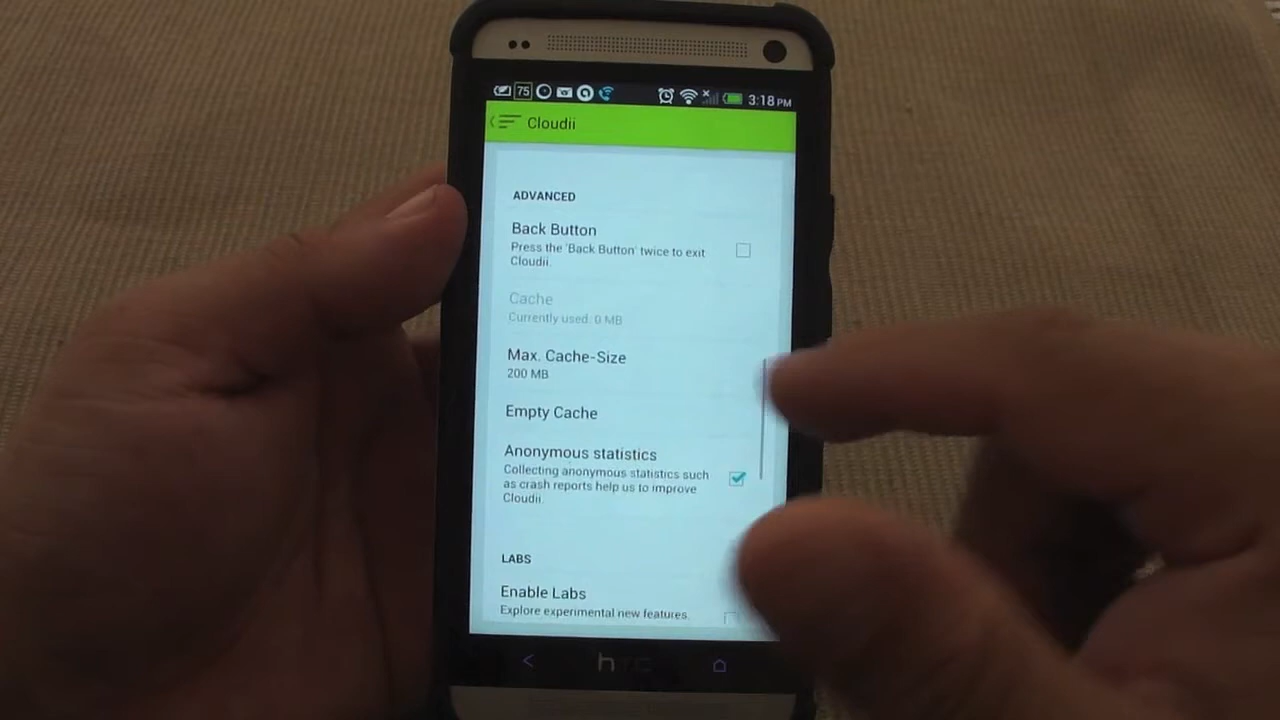 75
3:18 PM
Cloudii
ADVANCED
Back Button
Press the 'Back Button' twice to exit
Cloudii.
Cache
Currently used: 0 MB
Max. Cache-Size
200 MB
Empty Cache
Anonymous statistics
Collecting anonymous statistics such
as crash reports help us to improve
Cloudii.
LABS
Enable Labs
Explore experimental new features.
hTC